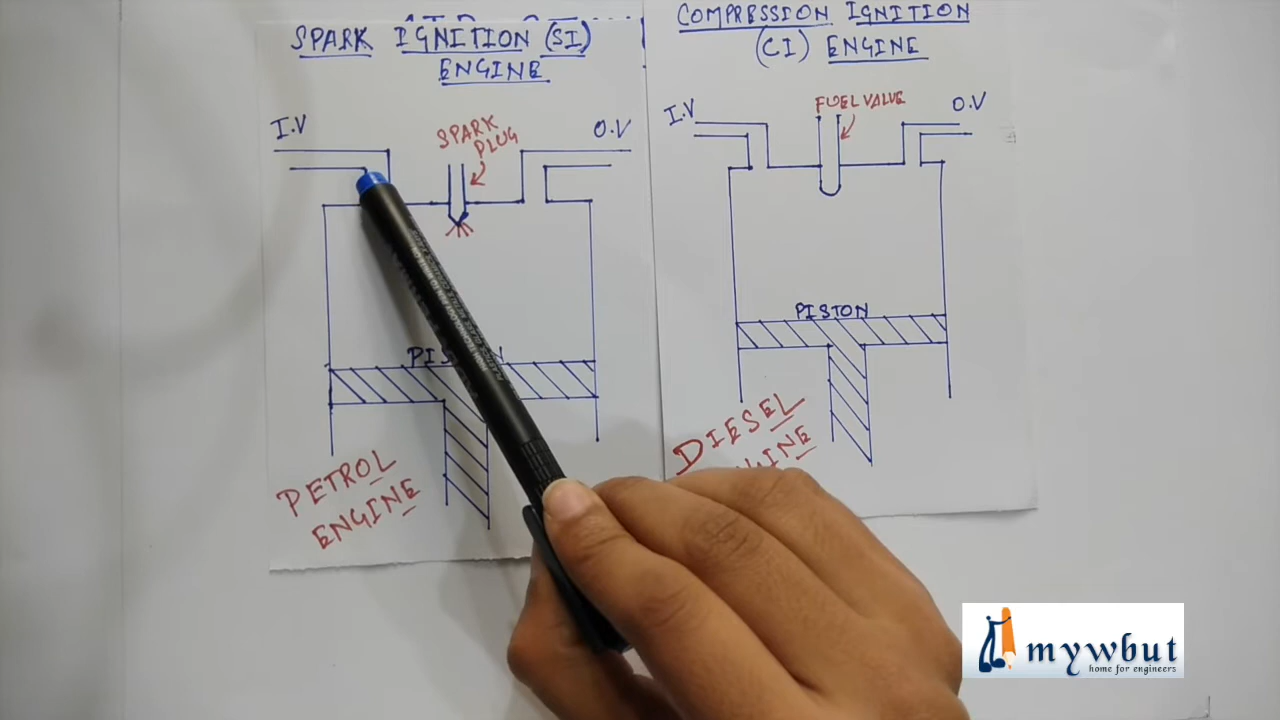 SPARK IGNITION (SI)
ENGINE
I.V
SPARK
PLUG
O.V
PETROL
ENGINE
COMPRSSION IGNITION
(CI) ENGINE
I.V
FUEL VALVE
O.V
PISTON
DIESEL
mywbut
home for engineers